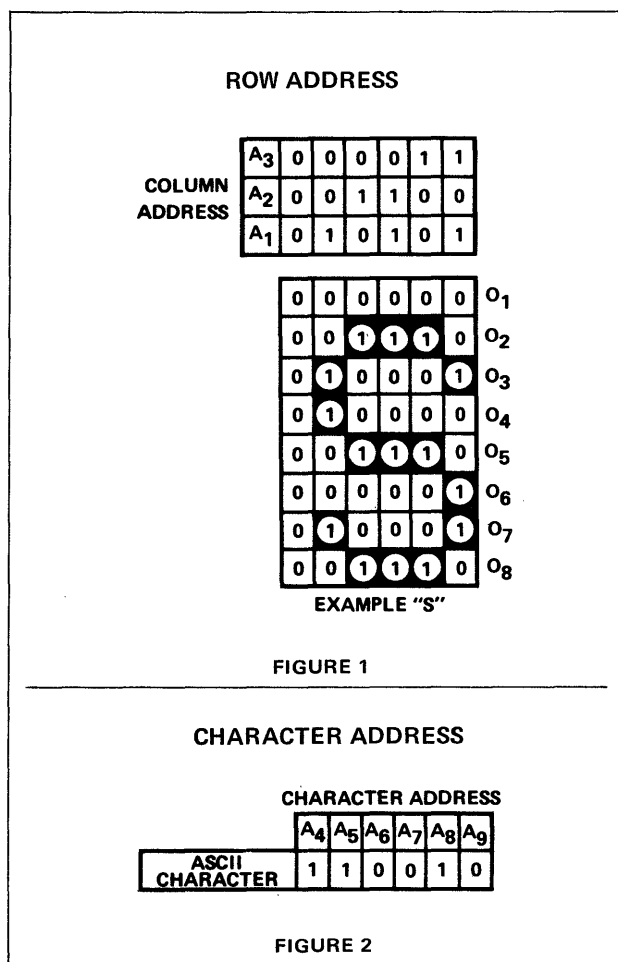 ROW ADDRESS
A3 0 0 0 0 1 1
COLUMN ADDRESS
A2 0 0 1 1 0 0
A1 0 1 0 1 0 1
0 0 0 0 0 0 O1
0 0 1 1 1 0 O2
0 1 0 0 0 1 O3
0 1 0 0 0 0 O4
0 0 1 1 1 0 O5
0 0 0 0 0 1 O6
0 1 0 0 0 1 O7
0 0 1 1 1 0 O8
EXAMPLE "S"
FIGURE 1
CHARACTER ADDRESS
CHARACTER ADDRESS
A4 A5 A6 A7 A8 A9
ASCII CHARACTER 1 1 0 0 1 0
FIGURE 2